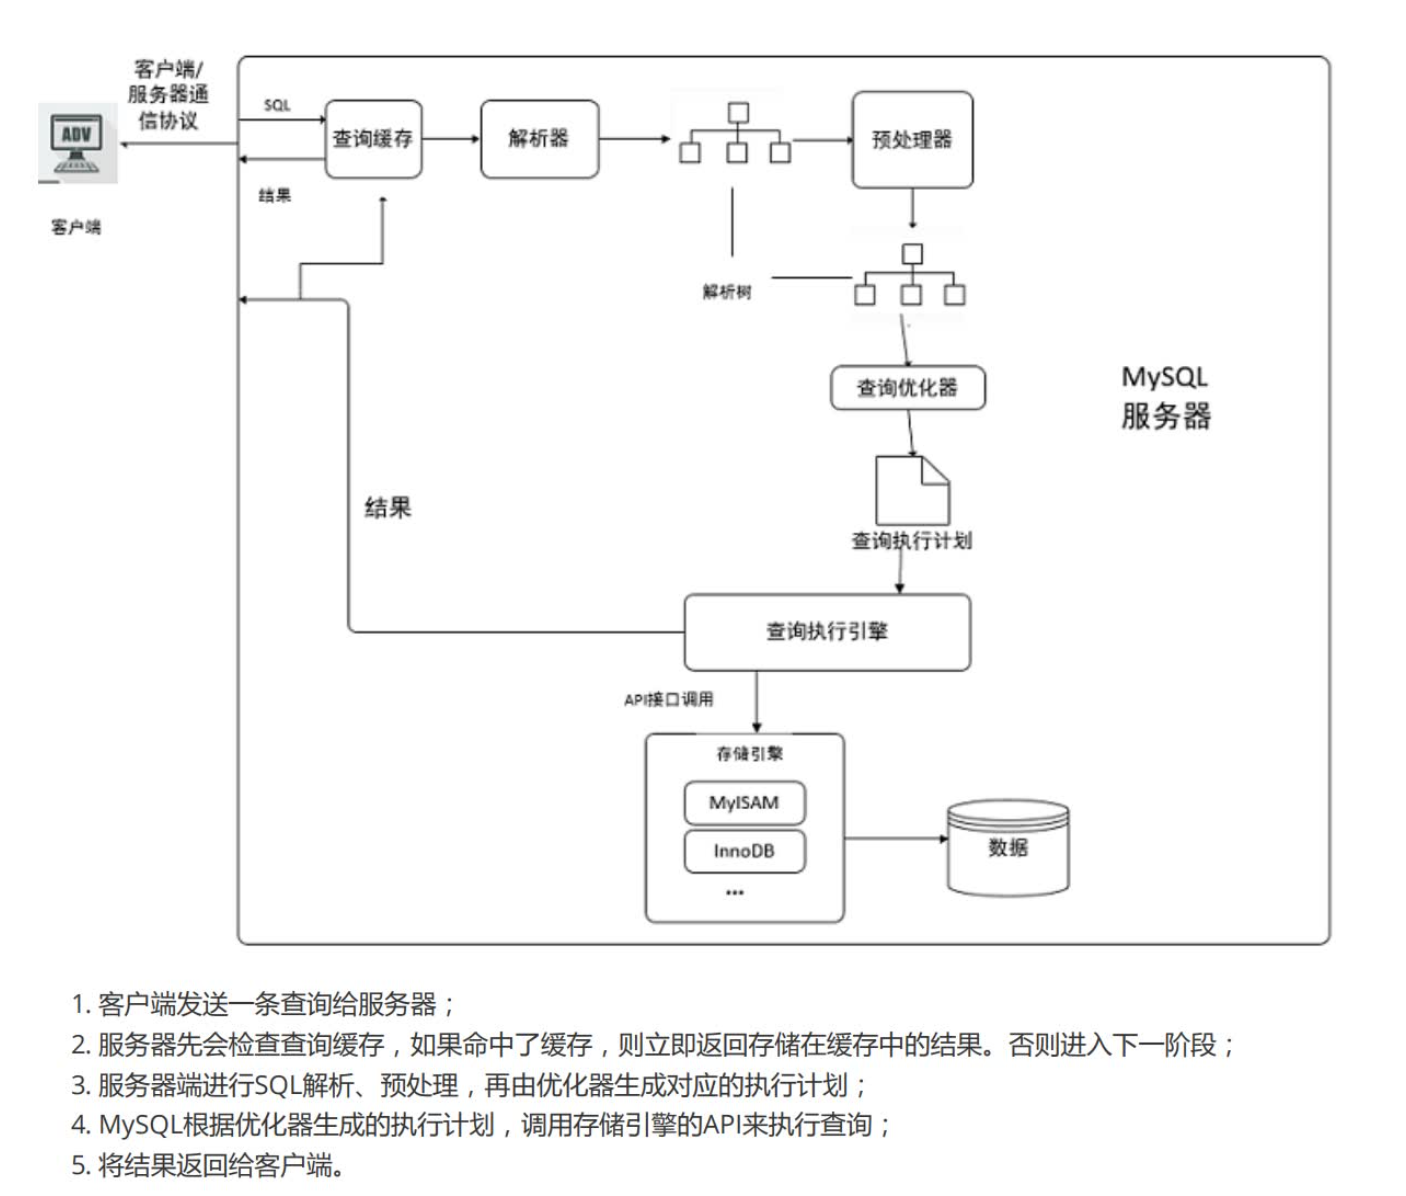 客户端/
服务器通
信协议
ADV
客户端
SQL
结果
查询缓存
解析器
预处理器
解析树
查询优化器
MySQL
服务器
查询执行计划
结果
查询执行引擎
API接口调用
存储引擎
MyISAM
InnoDB
...
数据
1. 客户端发送一条查询给服务器；
2. 服务器先会检查查询缓存，如果命中了缓存，则立即返回存储在缓存中的结果。否则进入下一阶段；
3. 服务器端进行SQL解析、预处理，再由优化器生成对应的执行计划；
4. MySQL根据优化器生成的执行计划，调用存储引擎的API来执行查询；
5. 将结果返回给客户端。